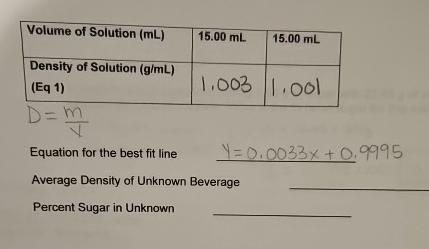 Volume of Solution (mL) 15.00 mL 15.00 mL
Density of Solution (g/mL)
(Eq 1) 1.003 1.001
D = m/V
Equation for the best fit line Y=0.0033x + 0.9995
Average Density of Unknown Beverage
Percent Sugar in Unknown